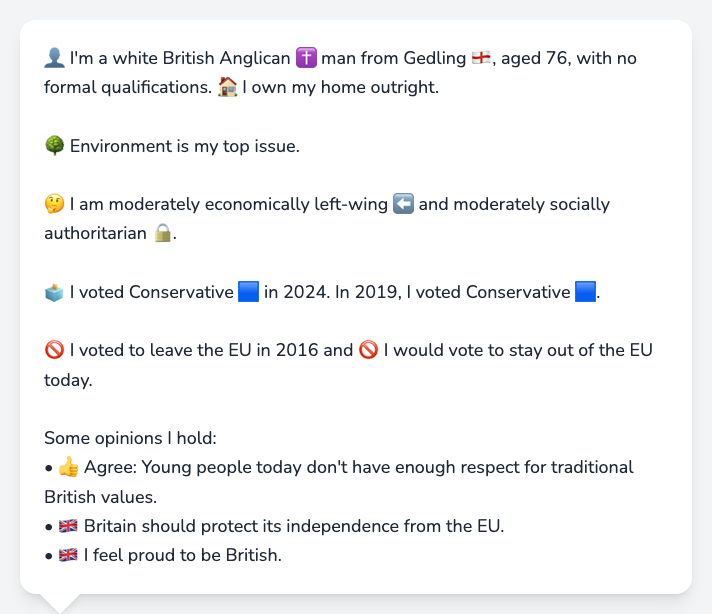 👤 I'm a white British Anglican ✝️ man from Gedling 🏴󠁧󠁢󠁥󠁮󠁧󠁿, aged 76, with no
formal qualifications. 🏠 I own my home outright.
🌳 Environment is my top issue.
🤔 I am moderately economically left-wing ⬅️ and moderately socially
authoritarian 🔒.
🗳️ I voted Conservative 🟦 in 2024. In 2019, I voted Conservative 🟦.
🚫 I voted to leave the EU in 2016 and 🚫 I would vote to stay out of the EU
today.
Some opinions I hold:
• 👍 Agree: Young people today don't have enough respect for traditional
British values.
• 🇬🇧 Britain should protect its independence from the EU.
• 🇬🇧 I feel proud to be British.